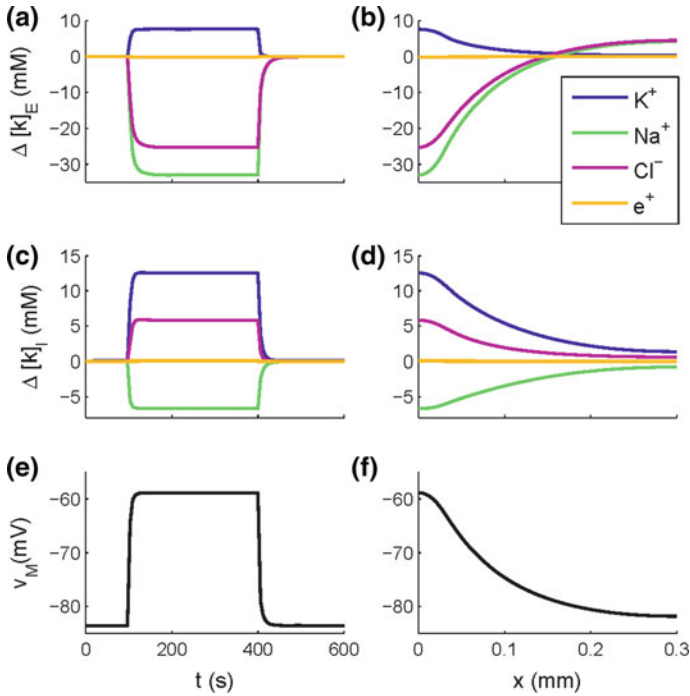 (a)
(b)
Δ [k]E (mM)
10
0
−10
−20
−30
10
0
−10
−20
−30
K+
Na+
Cl−
e+
(c)
(d)
Δ [k]I (mM)
15
10
5
0
−5
15
10
5
0
−5
(e)
(f)
vM(mV)
−60
−70
−80
−60
−70
−80
0
200
400
600
0
0.1
0.2
0.3
t (s)
x (mm)